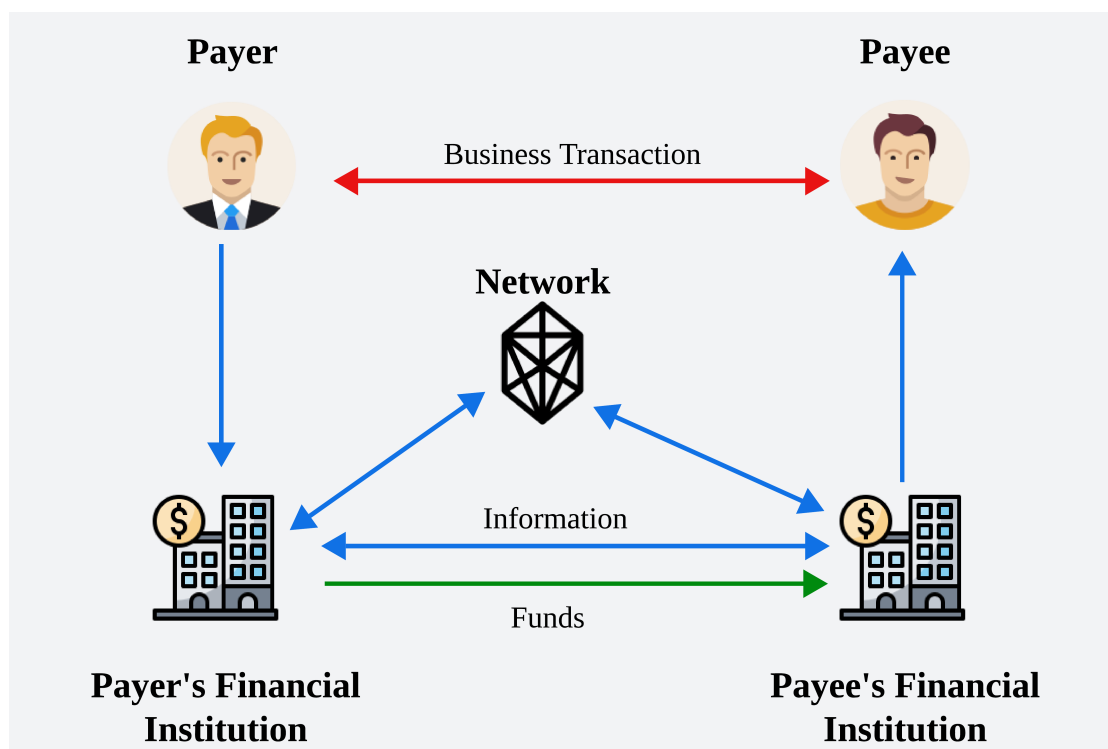 Payer
Payee
Business Transaction
Network
$
$
Information
Funds
Payer's Financial
Institution
Payee's Financial
Institution